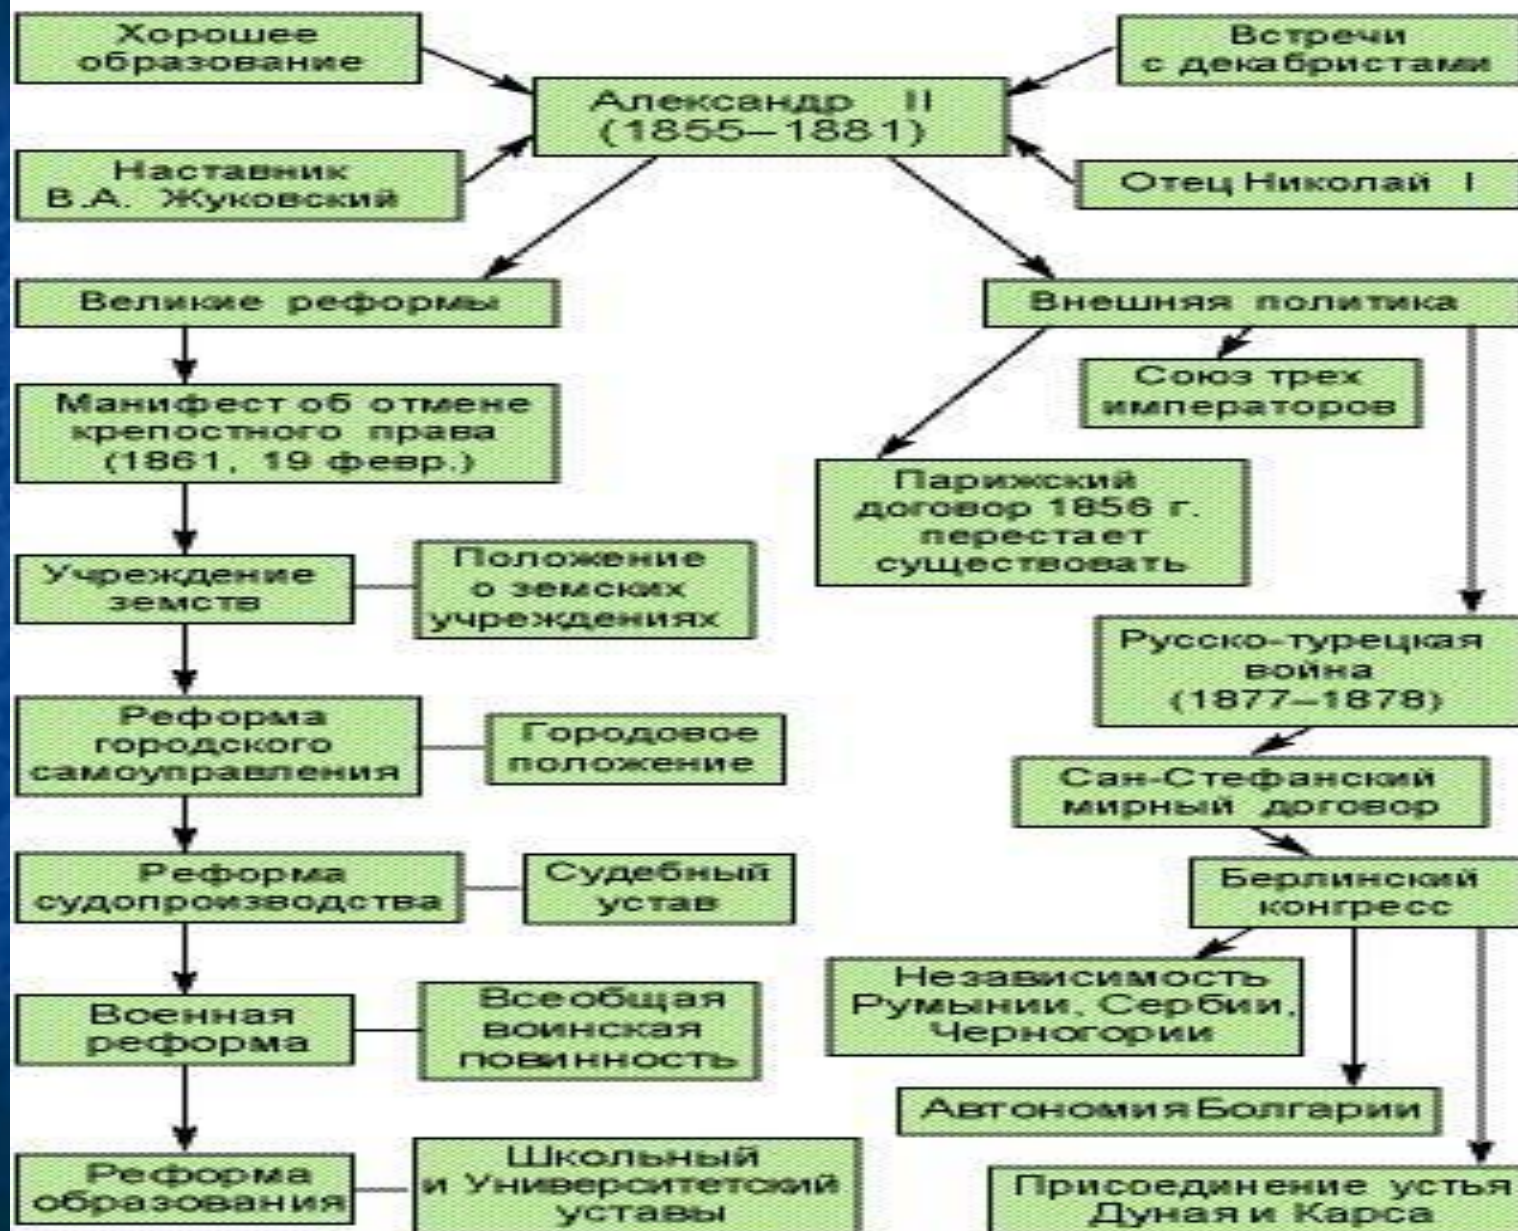 Хорошее
образование
Встречи
с декабристами
Александр II
(1855–1881)
Наставник
В.А. Жуковский
Отец Николай I
Великие реформы
Внешняя политика
Манифест об отмене
крепостного права
(1861, 19 февр.)
Союз трех
императоров
Парижский
договор 1856 г.
перестает
существовать
Учреждение
земств
Положение
о земских
учреждениях
Русско-турецкая
война
(1877–1878)
Реформа
городского
самоуправления
Городовое
положение
Сан-Стефанский
мирный договор
Реформа
судопроизводства
Судебный
устав
Берлинский
конгресс
Независимость
Румынии, Сербии,
Черногории
Военная
реформа
Всеобщая
воинская
повинность
Автономия Болгарии
Реформа
образования
Школьный
и Университетский
уставы
Присоединение устья
Дуная и Карса